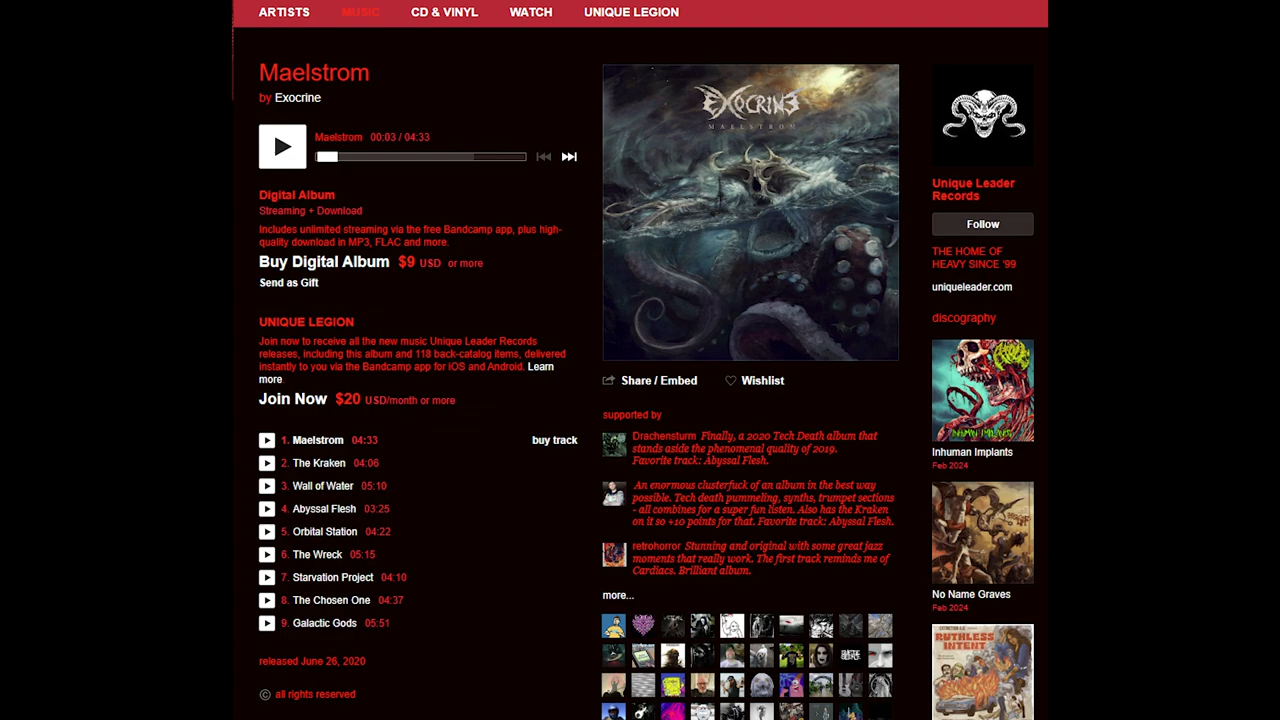 ARTISTS MUSIC CD & VINYL WATCH UNIQUE LEGION
Maelstrom
by Exocrine
Maelstrom 00:03 / 04:33
Digital Album
Streaming + Download
Includes unlimited streaming via the free Bandcamp app, plus high-
quality download in MP3, FLAC and more.
Buy Digital Album $9 USD or more
Send as Gift
UNIQUE LEGION
Join now to receive all the new music Unique Leader Records
releases, including this album and 118 back-catalog items, delivered
instantly to you via the Bandcamp app for iOS and Android. Learn
more.
Join Now $20 USD/month or more
1. Maelstrom 04:33 buy track
2. The Kraken 04:06
3. Wall of Water 05:10
4. Abyssal Flesh 03:25
5. Orbital Station 04:22
6. The Wreck 05:15
7. Starvation Project 04:10
8. The Chosen One 04:37
9. Galactic Gods 05:51
released June 26, 2020
© all rights reserved
EXOCRINE
MAELSTROM
Share / Embed Wishlist
supported by
Drachensturm Finally, a 2020 Tech Death album that
stands aside the phenomenal quality of 2019.
Favorite track: Abyssal Flesh.
An enormous clusterfuck of an album in the best way
possible. Tech death pummeling, synths, trumpet sections
- all combines for a super fun listen. Also has the Kraken
on it so +10 points for that. Favorite track: Abyssal Flesh.
retrohorror Stunning and original with some great jazz
moments that really work. The first track reminds me of
Cardiacs. Brilliant album.
more...
Unique Leader
Records
Follow
THE HOME OF
HEAVY SINCE '99
uniqueleader.com
discography
INHUMAN IMPLANTS
Inhuman Implants
Feb 2024
No Name Graves
Feb 2024
RUTHLESS
INTENT